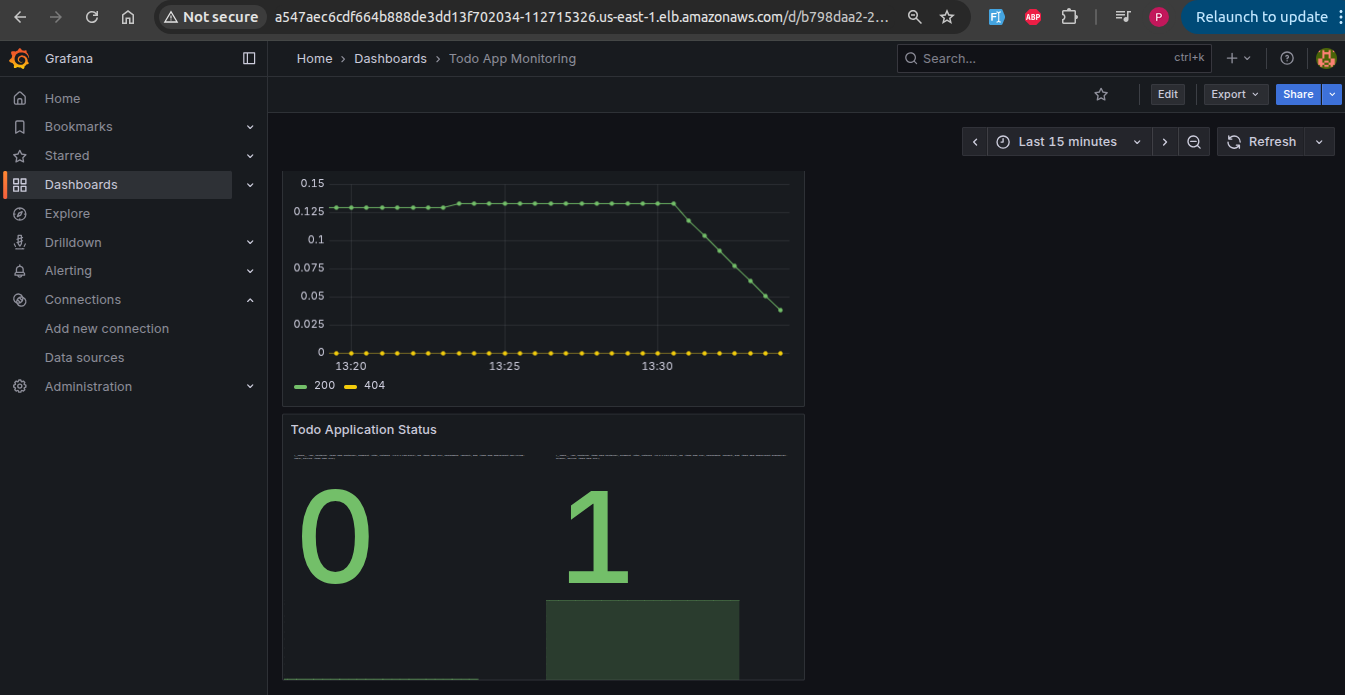 Not secure a547aec6cdf664b888de3dd13f702034-112715326.us-east-1.elb.amazonaws.com/d/b798daa2-2... ABP P Relaunch to update
Grafana Home › Dashboards › Todo App Monitoring Search... ctrl+k
Edit Export Share
Home
Bookmarks
Starred
Dashboards
Explore
Drilldown
Alerting
Connections
Add new connection
Data sources
Administration
Last 15 minutes Refresh
0.15
0.125
0.1
0.075
0.05
0.025
0
13:20 13:25 13:30
200 404
Todo Application Status
0 1